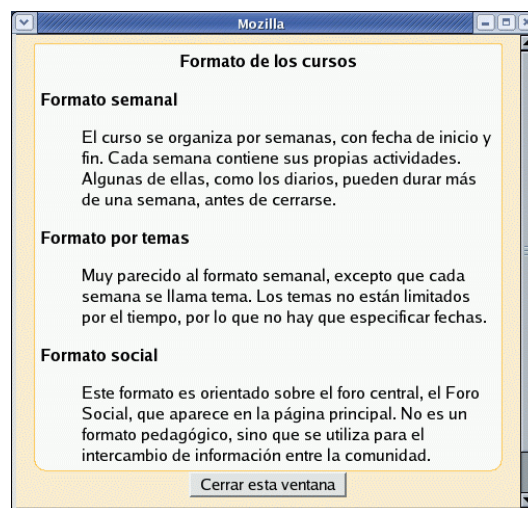 Mozilla
Formato de los cursos
Formato semanal
El curso se organiza por semanas, con fecha de inicio y
fin. Cada semana contiene sus propias actividades.
Algunas de ellas, como los diarios, pueden durar más
de una semana, antes de cerrarse.
Formato por temas
Muy parecido al formato semanal, excepto que cada
semana se llama tema. Los temas no están limitados
por el tiempo, por lo que no hay que especificar fechas.
Formato social
Este formato es orientado sobre el foro central, el Foro
Social, que aparece en la página principal. No es un
formato pedagógico, sino que se utiliza para el
intercambio de información entre la comunidad.
Cerrar esta ventana